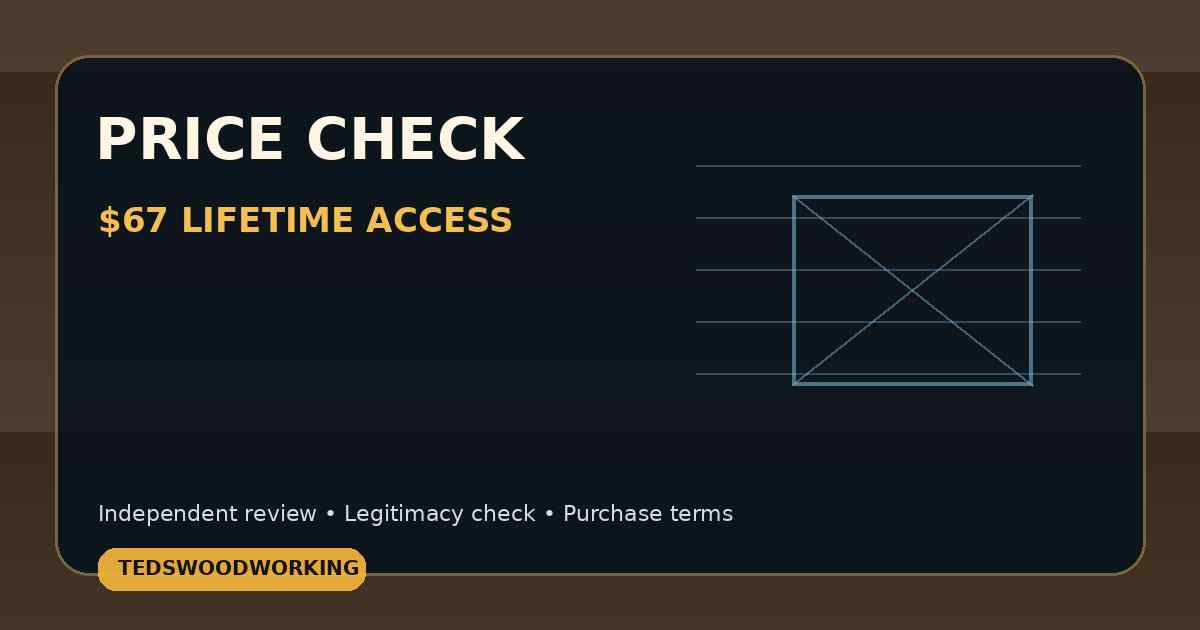 PRICE CHECK
$67 LIFETIME ACCESS
Independent review • Legitimacy check • Purchase terms
TEDSWOODWORKING